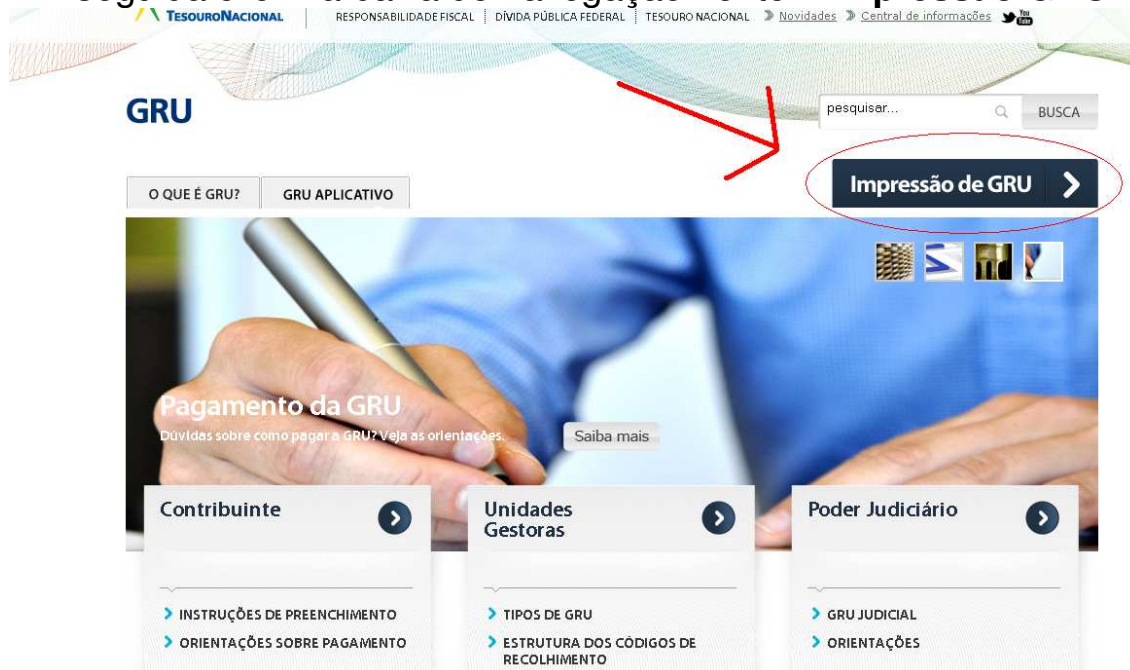 TESOURONACIONAL
RESPONSABILIDADE FISCAL DÍVIDA PÚBLICA FEDERAL TESOURO NACIONAL Novidades Central de informações You Tube
GRU
pesquisar...
BUSCA
Impressão de GRU
O QUE É GRU?
GRU APLICATIVO
Pagamento da GRU
Dúvidas sobre como pagar a GRU? Veja as orientações.
Saiba mais
Contribuinte
INSTRUÇÕES DE PREENCHIMENTO
ORIENTAÇÕES SOBRE PAGAMENTO
Unidades
Gestoras
TIPOS DE GRU
ESTRUTURA DOS CÓDIGOS DE
RECOLHIMENTO
Poder Judiciário
GRU JUDICIAL
ORIENTAÇÕES